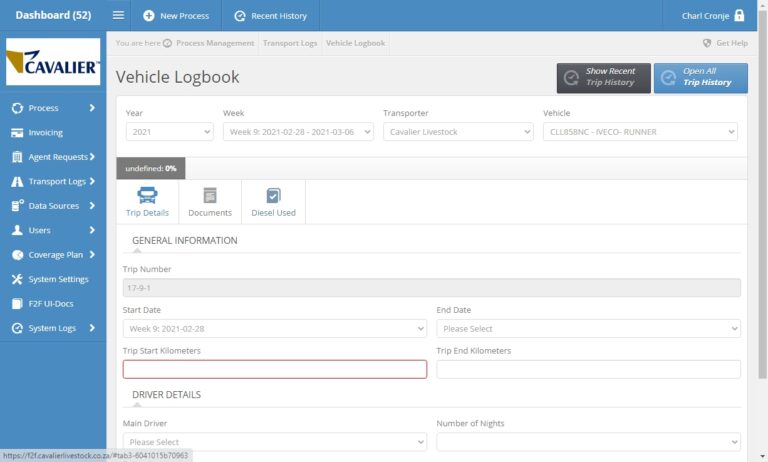 Dashboard (52)
New Process
Recent History
Charl Cronje
CAVALIER™
Process
Invoicing
Agent Requests
Transport Logs
Data Sources
Users
Coverage Plan
System Settings
F2F UI-Docs
System Logs
You are here Process Management Transport Logs Vehicle Logbook
Get Help
Vehicle Logbook
Show Recent
Trip History
Open All
Trip History
Year
Week
Transporter
Vehicle
2021
Week 9: 2021-02-28 - 2021-03-06
Cavalier Livestock
CLL858NC - IVECO- RUNNER
undefined: 0%
Trip Details
Documents
Diesel Used
GENERAL INFORMATION
Trip Number
17-9-1
Start Date
End Date
Week 9: 2021-02-28
Please Select
Trip Start Kilometers
Trip End Kilometers
DRIVER DETAILS
Main Driver
Number of Nights
Please Select
https://f2f.cavalierlivestock.co.za/#tab3-6041015b70963